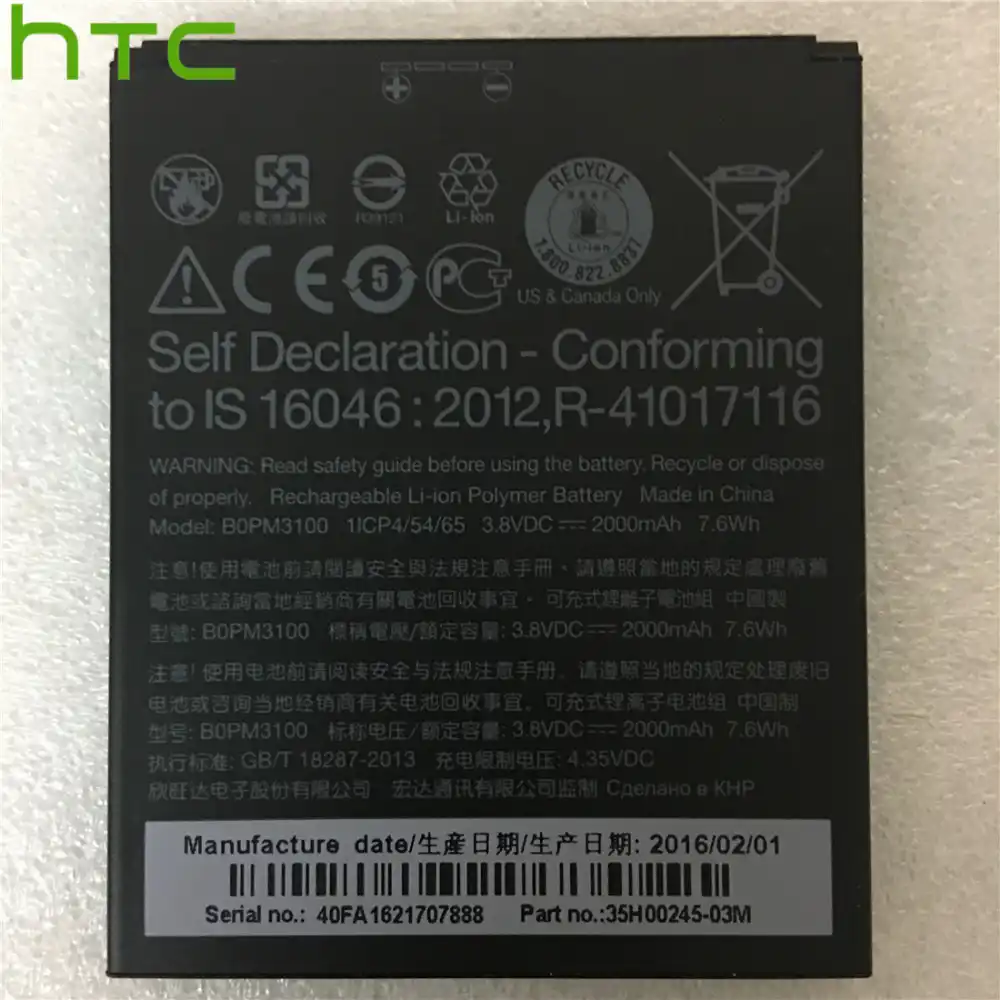 hTC
+ −
廢電池請回收 R39121 Li-Ion
RECYCLE
Li-ion
1.800.822.8837
US & Canada Only
CE 5 PCT
Self Declaration - Conforming
to IS 16046 : 2012,R-41017116
WARNING: Read safety guide before using the battery. Recycle or dispose
of properly. Rechargeable Li-ion Polymer Battery Made in China
Model: B0PM3100 1ICP4/54/65 3.8VDC⎓2000mAh 7.6Wh
注意!使用電池前請閱讀安全與法規注意手冊、請遵照當地的規定處理廢舊
電池或諮詢當地經銷商有關電池回收事宜。可充式鋰離子電池組 中國製
型號: B0PM3100 標稱電壓/額定容量: 3.8VDC⎓2000mAh 7.6Wh
注意! 使用电池前请阅读安全与法规注意手册。请遵照当地的规定处理废旧
电池或咨询当地经销商有关电池回收事宜。可充式锂离子电池组 中国制
型号: B0PM3100 标称电压/额定容量: 3.8VDC⎓2000mAh 7.6Wh
执行标准: GB/T 18287-2013 充电限制电压: 4.35VDC
欣旺达电子股份有限公司 宏达通讯有限公司监制 Сделано в КНР
Manufacture date/生產日期/生产日期: 2016/02/01
Serial no.: 40FA1621707888 Part no.:35H00245-03M